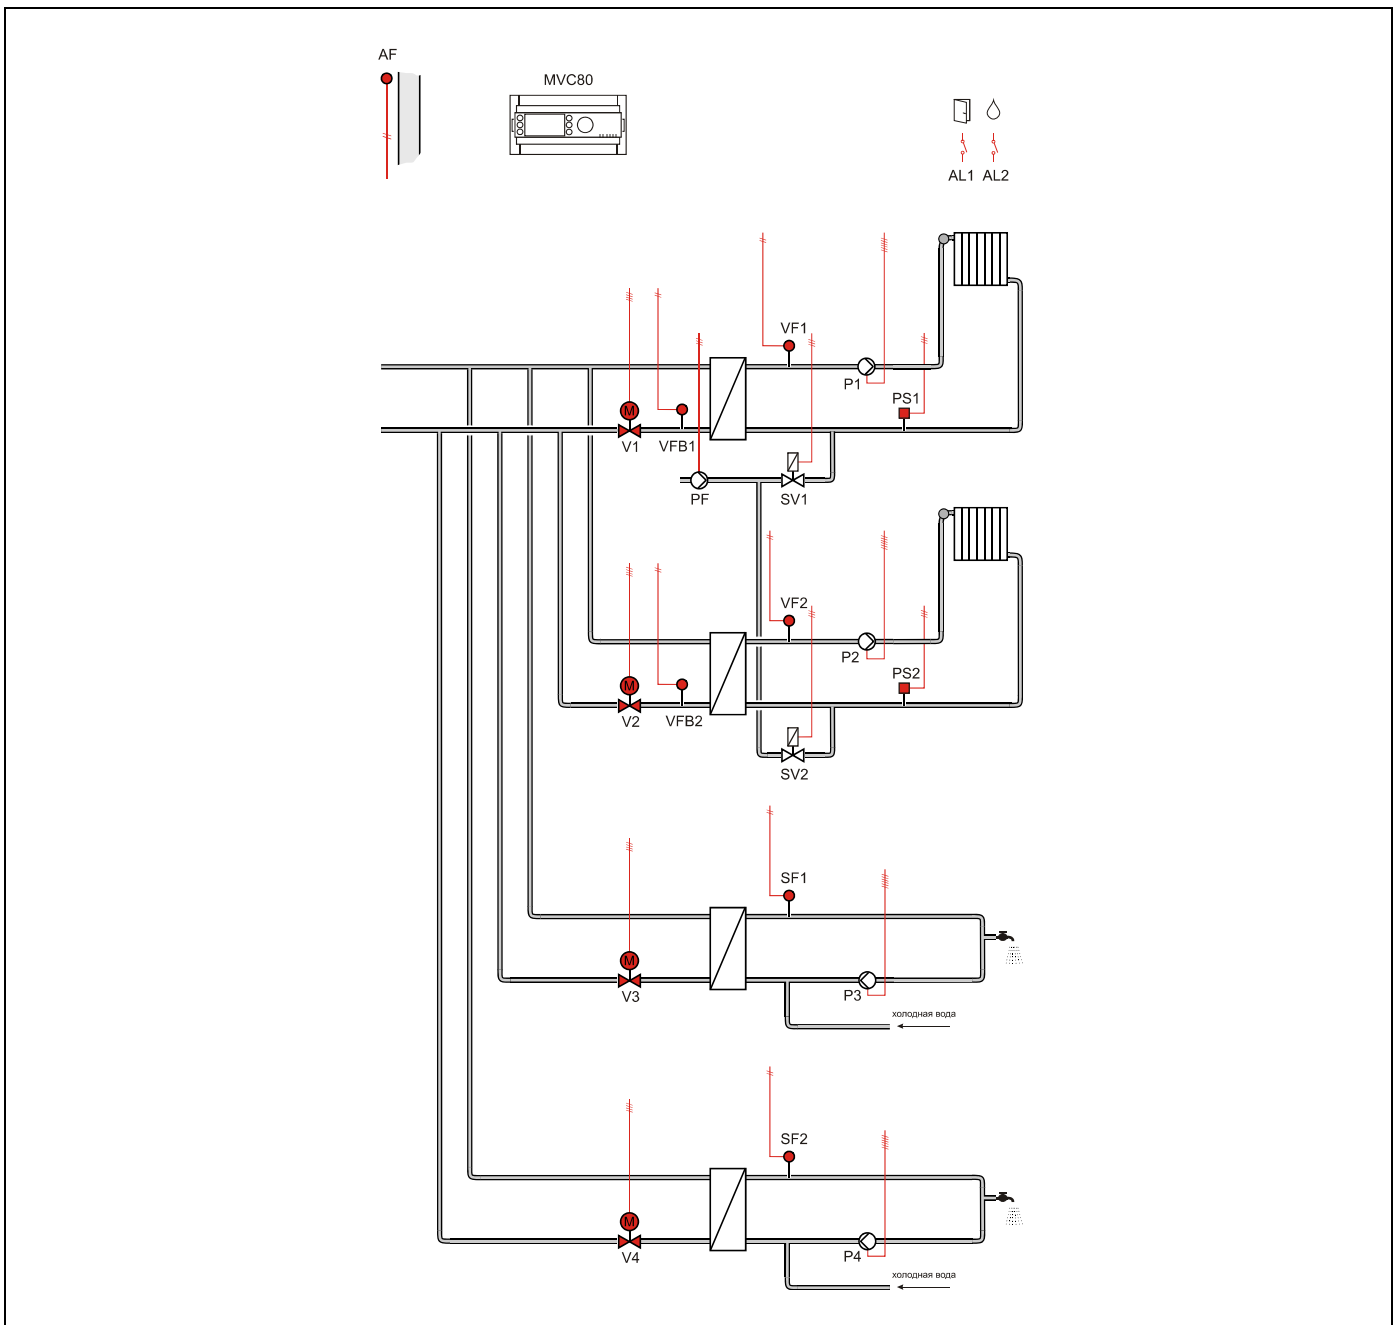 AF
MVC80
AL1 AL2
VF1
P1
PS1
M
V1
VFB1
PF
SV1
VF2
P2
PS2
M
V2
VFB2
SV2
SF1
M
V3
P3
холодная вода
SF2
M
V4
P4
холодная вода